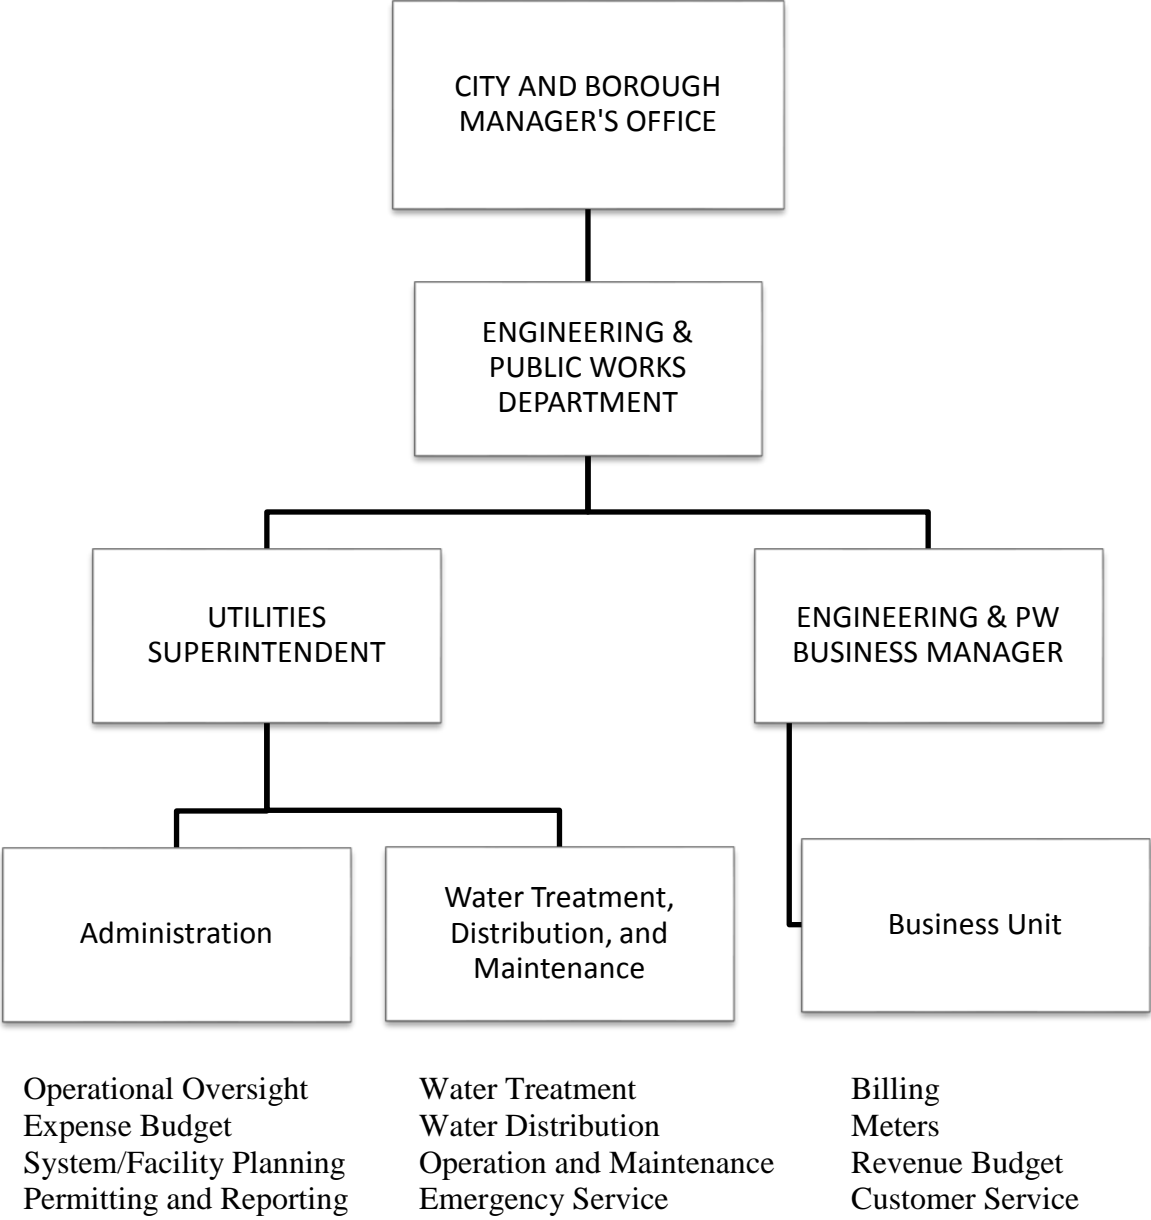 CITY AND BOROUGH
MANAGER'S OFFICE
ENGINEERING &
PUBLIC WORKS
DEPARTMENT
UTILITIES
SUPERINTENDENT
ENGINEERING & PW
BUSINESS MANAGER
Administration
Water Treatment,
Distribution, and
Maintenance
Business Unit
Operational Oversight
Expense Budget
System/Facility Planning
Permitting and Reporting
Water Treatment
Water Distribution
Operation and Maintenance
Emergency Service
Billing
Meters
Revenue Budget
Customer Service